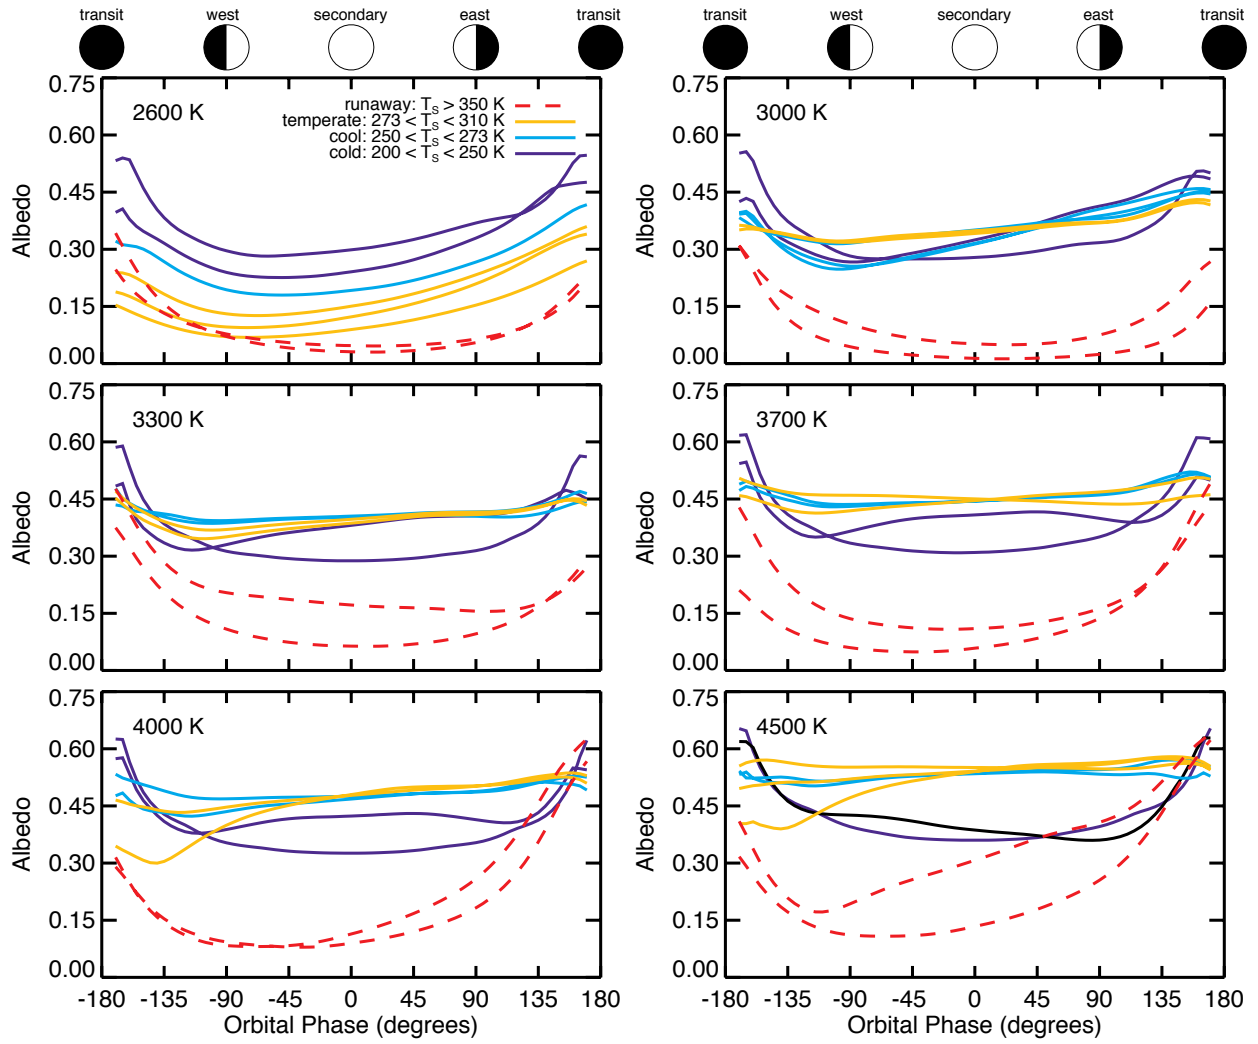 transit west secondary east transit transit west secondary east transit
0.75 0.60 0.45 0.30 0.15 0.00
Albedo
2600 K
runaway: T_S > 350 K
temperate: 273 < T_S < 310 K
cool: 250 < T_S < 273 K
cold: 200 < T_S < 250 K
0.75 0.60 0.45 0.30 0.15 0.00
Albedo
3000 K
0.75 0.60 0.45 0.30 0.15 0.00
Albedo
3300 K
0.75 0.60 0.45 0.30 0.15 0.00
Albedo
3700 K
0.75 0.60 0.45 0.30 0.15 0.00
Albedo
4000 K
-180 -135 -90 -45 0 45 90 135 180
Orbital Phase (degrees)
0.75 0.60 0.45 0.30 0.15 0.00
Albedo
4500 K
-180 -135 -90 -45 0 45 90 135 180
Orbital Phase (degrees)